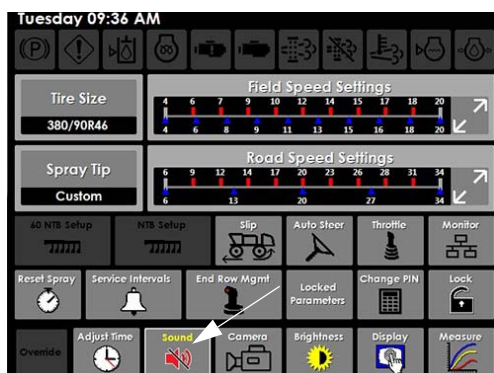 Tuesday 09:36 AM
(P)
Tire Size
380/90R46
Field Speed Settings
4 6 7 9 10 12 14 15 17 18 20
4 6 8 9 11 13 15 16 18 20
Spray Tip
Custom
Road Speed Settings
6 9 12 14 17 20 23 26 28 31 34
6 13 20 27 34
60 NTB Setup
NTB Setup
Slip
Auto Steer
Throttle
Monitor
Reset Spray
Service Intervals
End Row Mgmt
Locked
Parameters
Change PIN
Lock
Override
Adjust Time
Sound
Camera
Brightness
Display
Measure